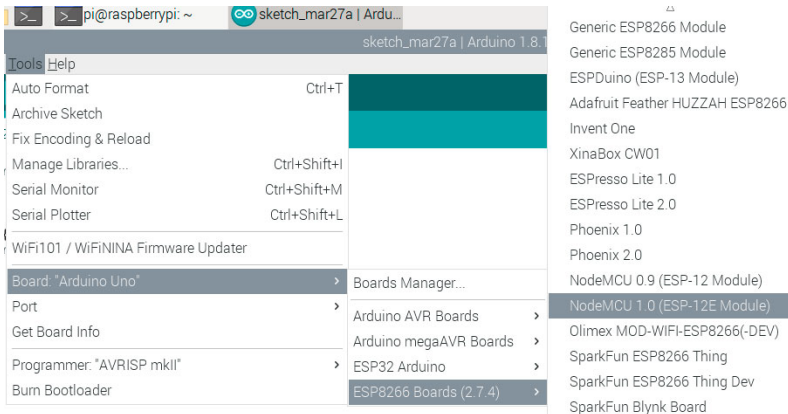 pi@raspberrypi: ~
sketch_mar27a | Ardu...
sketch_mar27a | Arduino 1.8.1
Tools Help
Auto Format Ctrl+T
Archive Sketch
Fix Encoding & Reload
Manage Libraries... Ctrl+Shift+I
Serial Monitor Ctrl+Shift+M
Serial Plotter Ctrl+Shift+L
WiFi101 / WiFiNINA Firmware Updater
Board: "Arduino Uno"
Port
Get Board Info
Programmer: "AVRISP mkII"
Burn Bootloader
Boards Manager...
Arduino AVR Boards
Arduino megaAVR Boards
ESP32 Arduino
ESP8266 Boards (2.7.4)
Generic ESP8266 Module
Generic ESP8285 Module
ESPDuino (ESP-13 Module)
Adafruit Feather HUZZAH ESP8266
Invent One
XinaBox CW01
ESPresso Lite 1.0
ESPresso Lite 2.0
Phoenix 1.0
Phoenix 2.0
NodeMCU 0.9 (ESP-12 Module)
NodeMCU 1.0 (ESP-12E Module)
Olimex MOD-WIFI-ESP8266(-DEV)
SparkFun ESP8266 Thing
SparkFun ESP8266 Thing Dev
SparkFun Blynk Board